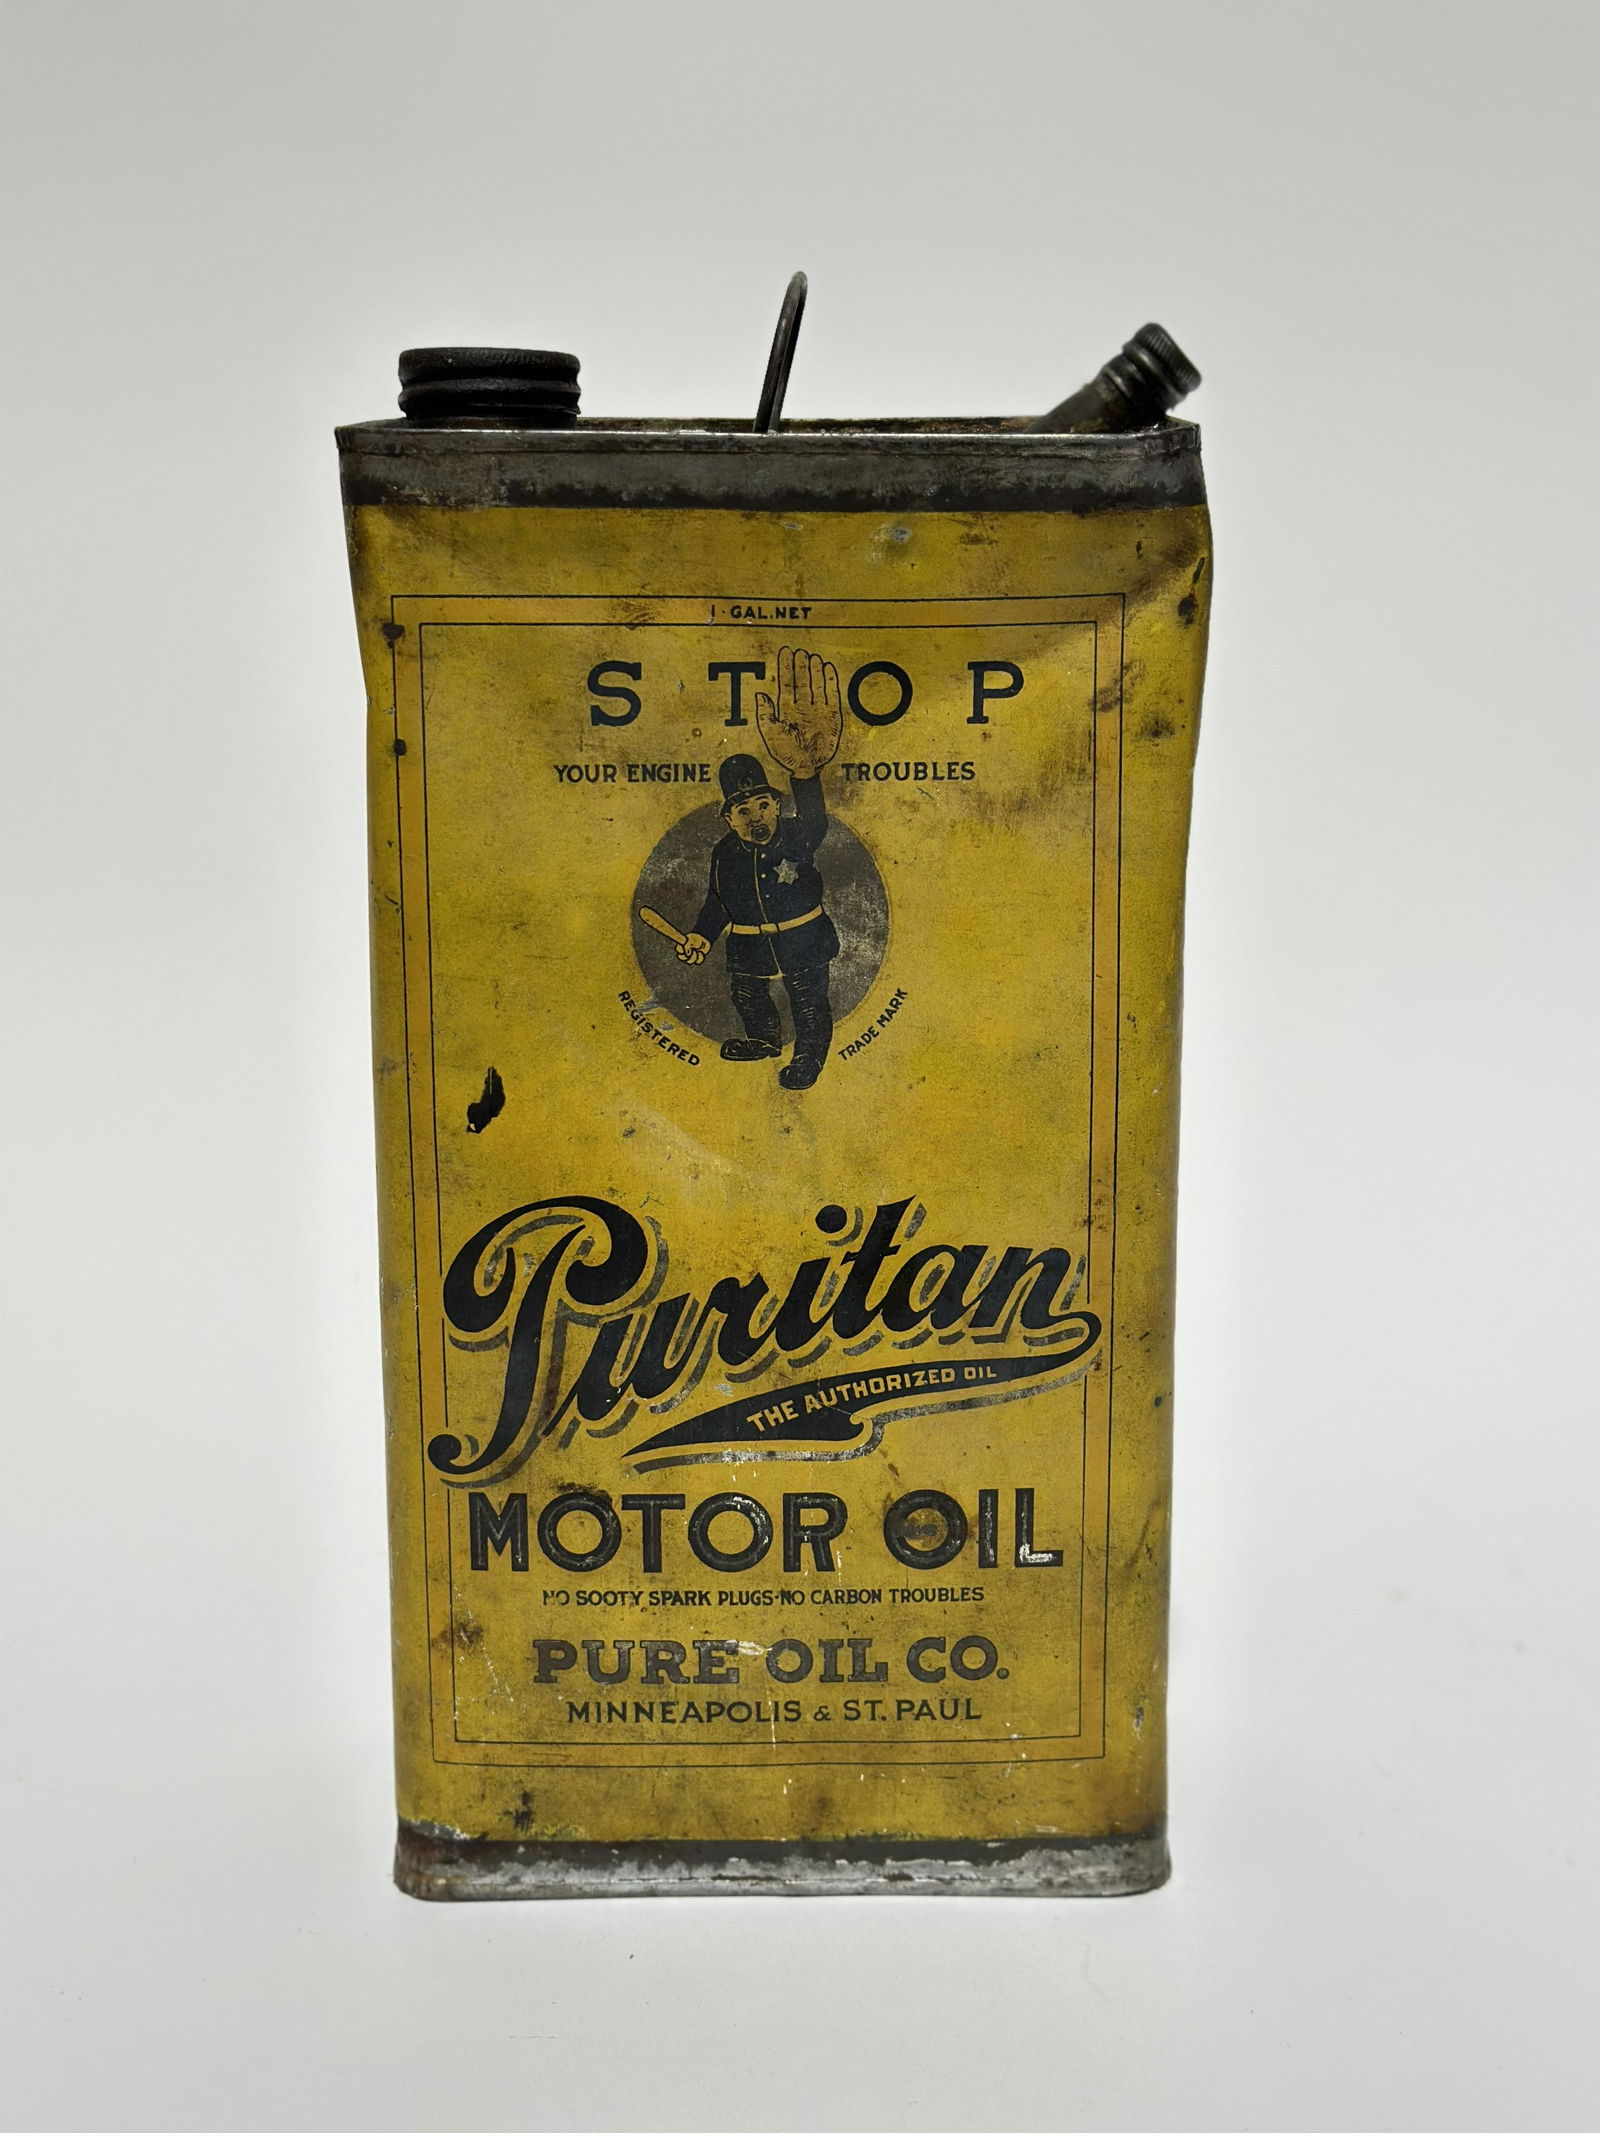 1 · GAL. NET
STOP
YOUR ENGINE TROUBLES
REGISTERED TRADE MARK
Puritan
THE AUTHORIZED OIL
MOTOR OIL
NO SOOTY SPARK PLUGS-NO CARBON TROUBLES
PURE OIL CO.
MINNEAPOLIS & ST. PAUL